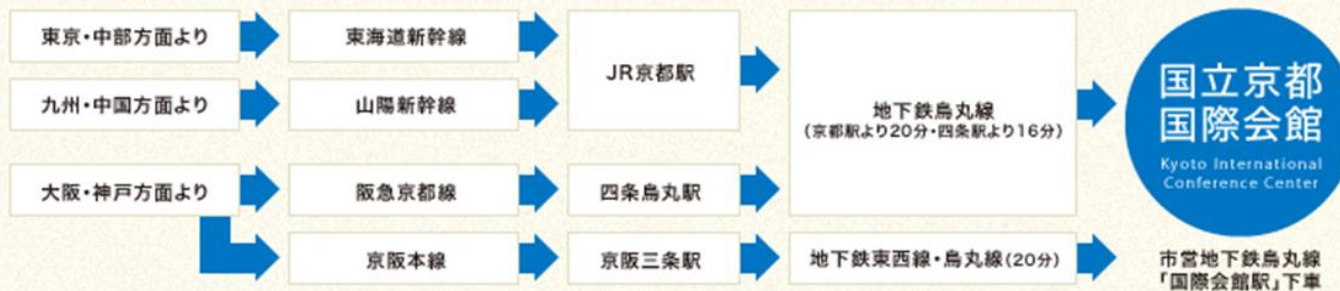 東京・中部方面より
東海道新幹線
JR京都駅
九州・中国方面より
山陽新幹線
地下鉄烏丸線
(京都駅より20分・四条駅より16分)
大阪・神戸方面より
阪急京都線
四条烏丸駅
京阪本線
京阪三条駅
地下鉄東西線・烏丸線(20分)
国立京都
国際会館
Kyoto International
Conference Center
市営地下鉄烏丸線
「国際会館駅」下車